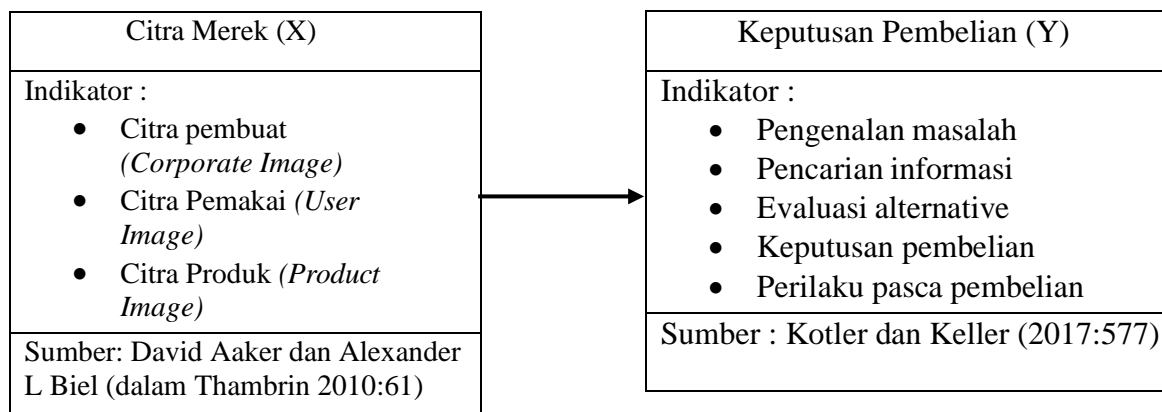 Citra Merek (X)
Indikator :
• Citra pembuat
(Corporate Image)
• Citra Pemakai (User
Image)
• Citra Produk (Product
Image)
Sumber: David Aaker dan Alexander
L Biel (dalam Thambrin 2010:61)
Keputusan Pembelian (Y)
Indikator :
• Pengenalan masalah
• Pencarian informasi
• Evaluasi alternative
• Keputusan pembelian
• Perilaku pasca pembelian
Sumber : Kotler dan Keller (2017:577)